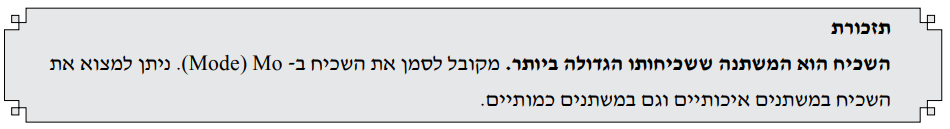 תזכורת
השכיח הוא המשתנה ששכיחותו הגדולה ביותר. מקובל לסמן את השכיח ב- Mo (Mode). ניתן למצוא את
השכיח במשתנים איכותיים וגם במשתנים כמותיים.